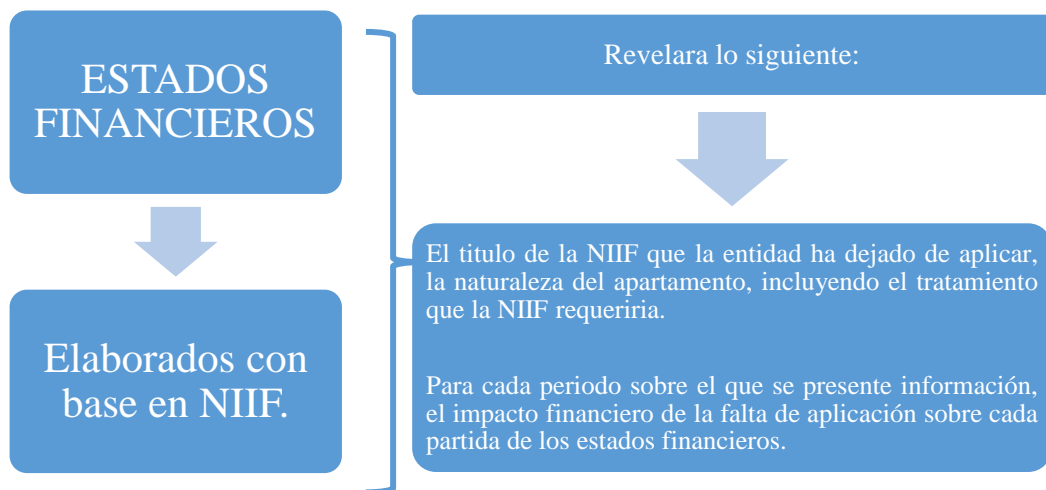 ESTADOS
FINANCIEROS
Elaborados con
base en NIIF.
Revelara lo siguiente:
El titulo de la NIIF que la entidad ha dejado de aplicar,
la naturaleza del apartamento, incluyendo el tratamiento
que la NIIF requeriria.
Para cada periodo sobre el que se presente información,
el impacto financiero de la falta de aplicación sobre cada
partida de los estados financieros.